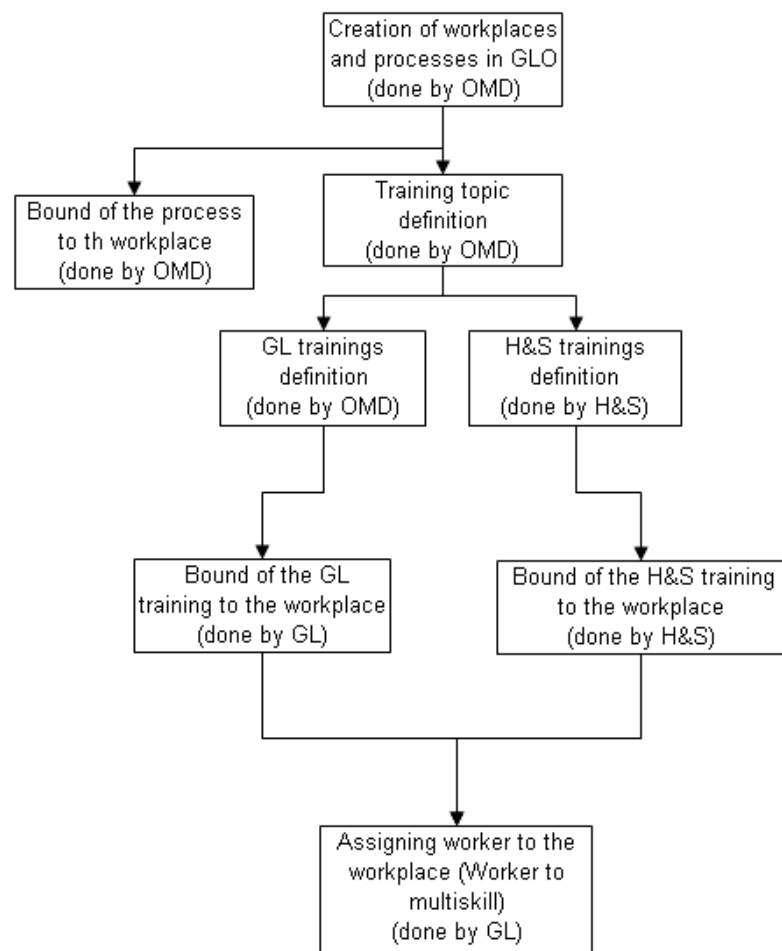 Creation of workplaces
and processes in GLO
(done by OMD)
Bound of the process
to th workplace
(done by OMD)
Training topic
definition
(done by OMD)
GL trainings
definition
(done by OMD)
H&S trainings
definition
(done by H&S)
Bound of the GL
training to the workplace
(done by GL)
Bound of the H&S training
to the workplace
(done by H&S)
Assigning worker to the
workplace (Worker to
multiskill)
(done by GL)